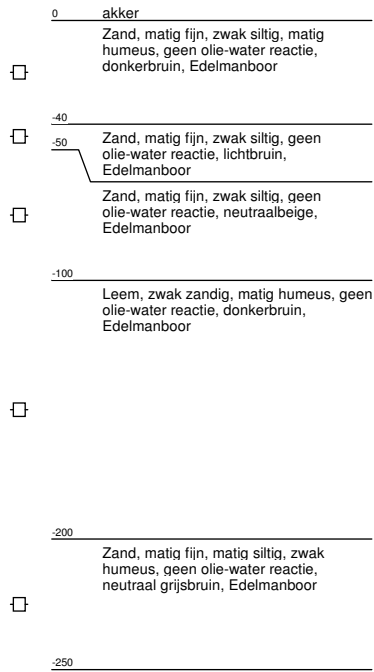 0 akker
Zand, matig fijn, zwak siltig, matig
humeus, geen olie-water reactie,
donkerbruin, Edelmanboor
-40
Zand, matig fijn, zwak siltig, geen
olie-water reactie, lichtbruin,
Edelmanboor
-50
Zand, matig fijn, zwak siltig, geen
olie-water reactie, neutraalbeige,
Edelmanboor
-100
Leem, zwak zandig, matig humeus, geen
olie-water reactie, donkerbruin,
Edelmanboor
-200
Zand, matig fijn, matig siltig, zwak
humeus, geen olie-water reactie,
neutraal grijsbruin, Edelmanboor
-250